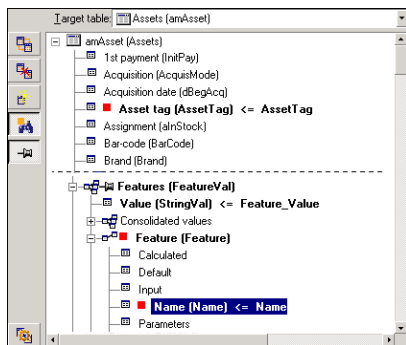 Target table: Assets (amAsset)
amAsset (Assets)
1st payment (InitPay)
Acquisition (AcquisMode)
Acquisition date (dBegAcq)
Asset tag (AssetTag) <= AssetTag
Assignment (aInStock)
Bar-code (BarCode)
Brand (Brand)
Features (FeatureVal)
Value (StringVal) <= Feature_Value
Consolidated values
Feature (Feature)
Calculated
Default
Input
Name (Name) <= Name
Parameters